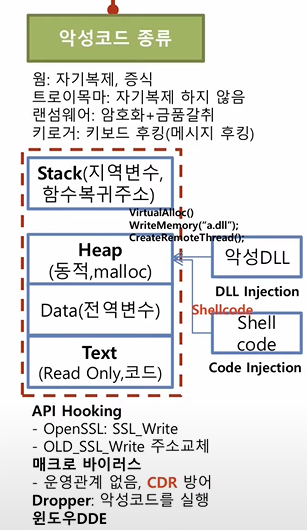 악성코드 종류
웜: 자기복제, 증식
트로이목마: 자기복제 하지 않음
랜섬웨어: 암호화+금품갈취
키로거: 키보드 후킹(메시지 후킹)
Stack(지역변수,
함수복귀주소)
VirtualAlloc()
WriteMemory("a.dll");
CreateRemoteThread();
Heap
(동적,malloc)
악성DLL
DLL Injection
Data(전역변수)
Shellcode
Shell
code
Code Injection
Text
(Read Only,코드)
API Hooking
- OpenSSL: SSL_Write
- OLD_SSL_Write 주소교체
매크로 바이러스
- 운영관계 없음, CDR 방어
Dropper: 악성코드를 실행
윈도우DDE